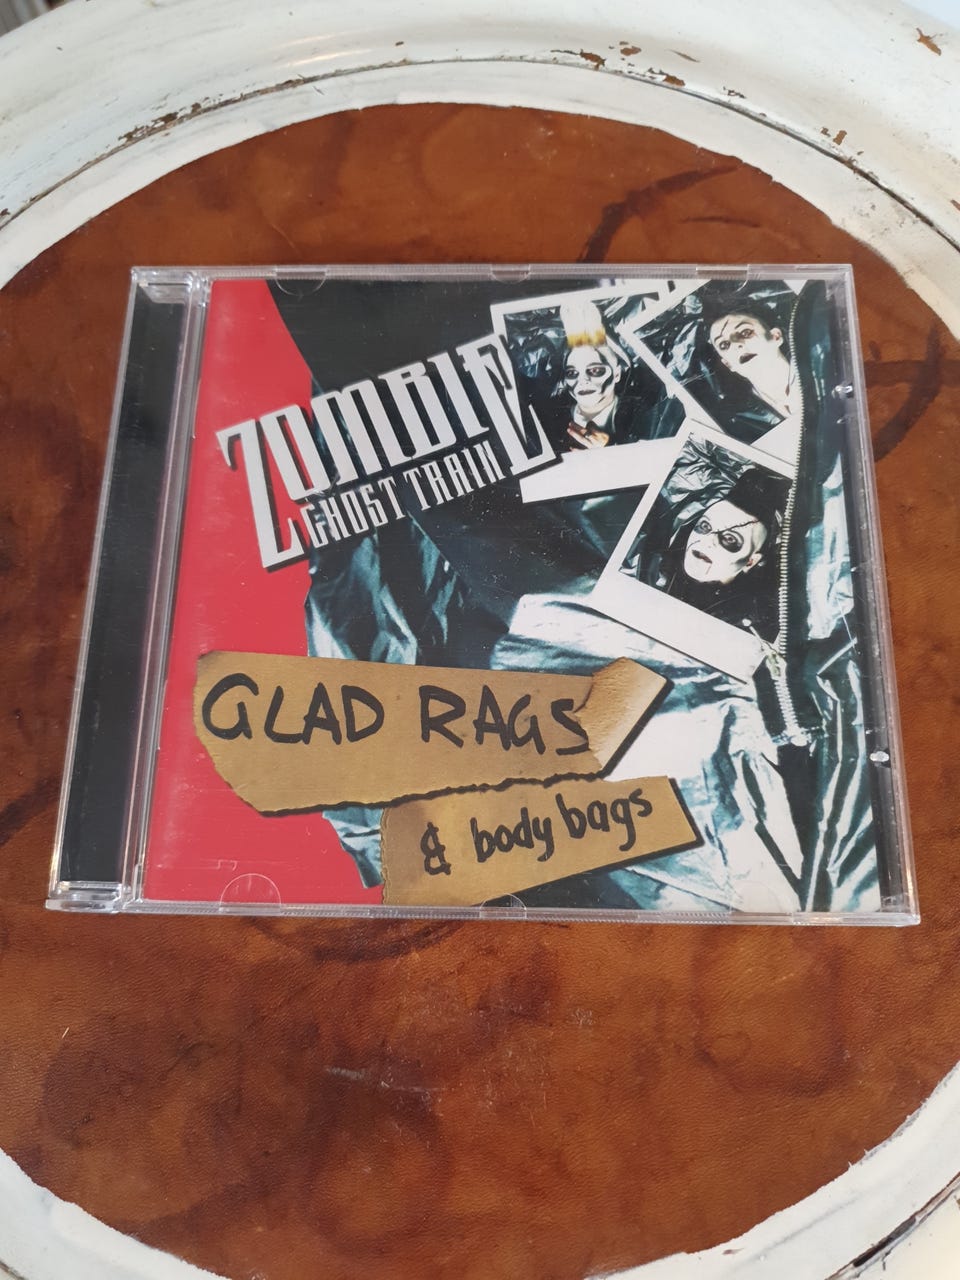 ZOMBIE
GHOST TRAIN
GLAD RAGS
& body bags